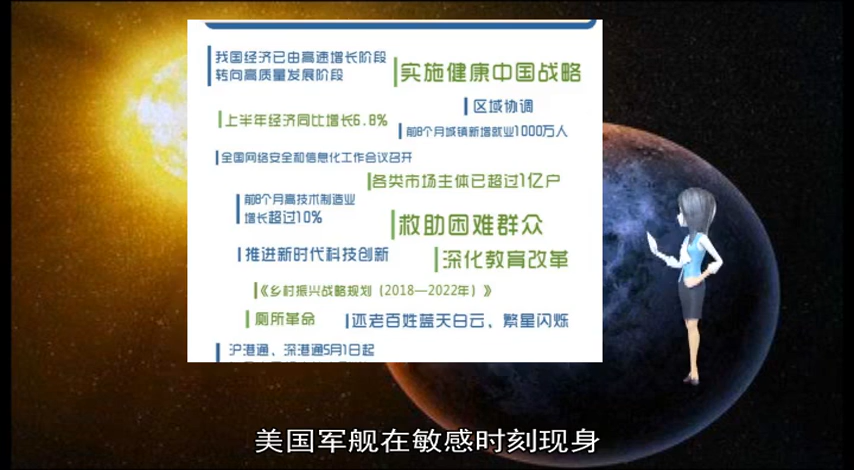 我国经济已由高速增长阶段
转向高质量发展阶段
实施健康中国战略
区域协调
上半年经济同比增长6.8%
前8个月城镇新增就业1000万人
全国网络安全和信息化工作会议召开
各类市场主体已超过1亿户
前8个月高技术制造业
增长超过10%
救助困难群众
推进新时代科技创新
深化教育改革
《乡村振兴战略规划（2018—2022年）》
厕所革命
还老百姓蓝天白云、繁星闪烁
沪港通、深港通5月1日起
美国军舰在敏感时刻现身